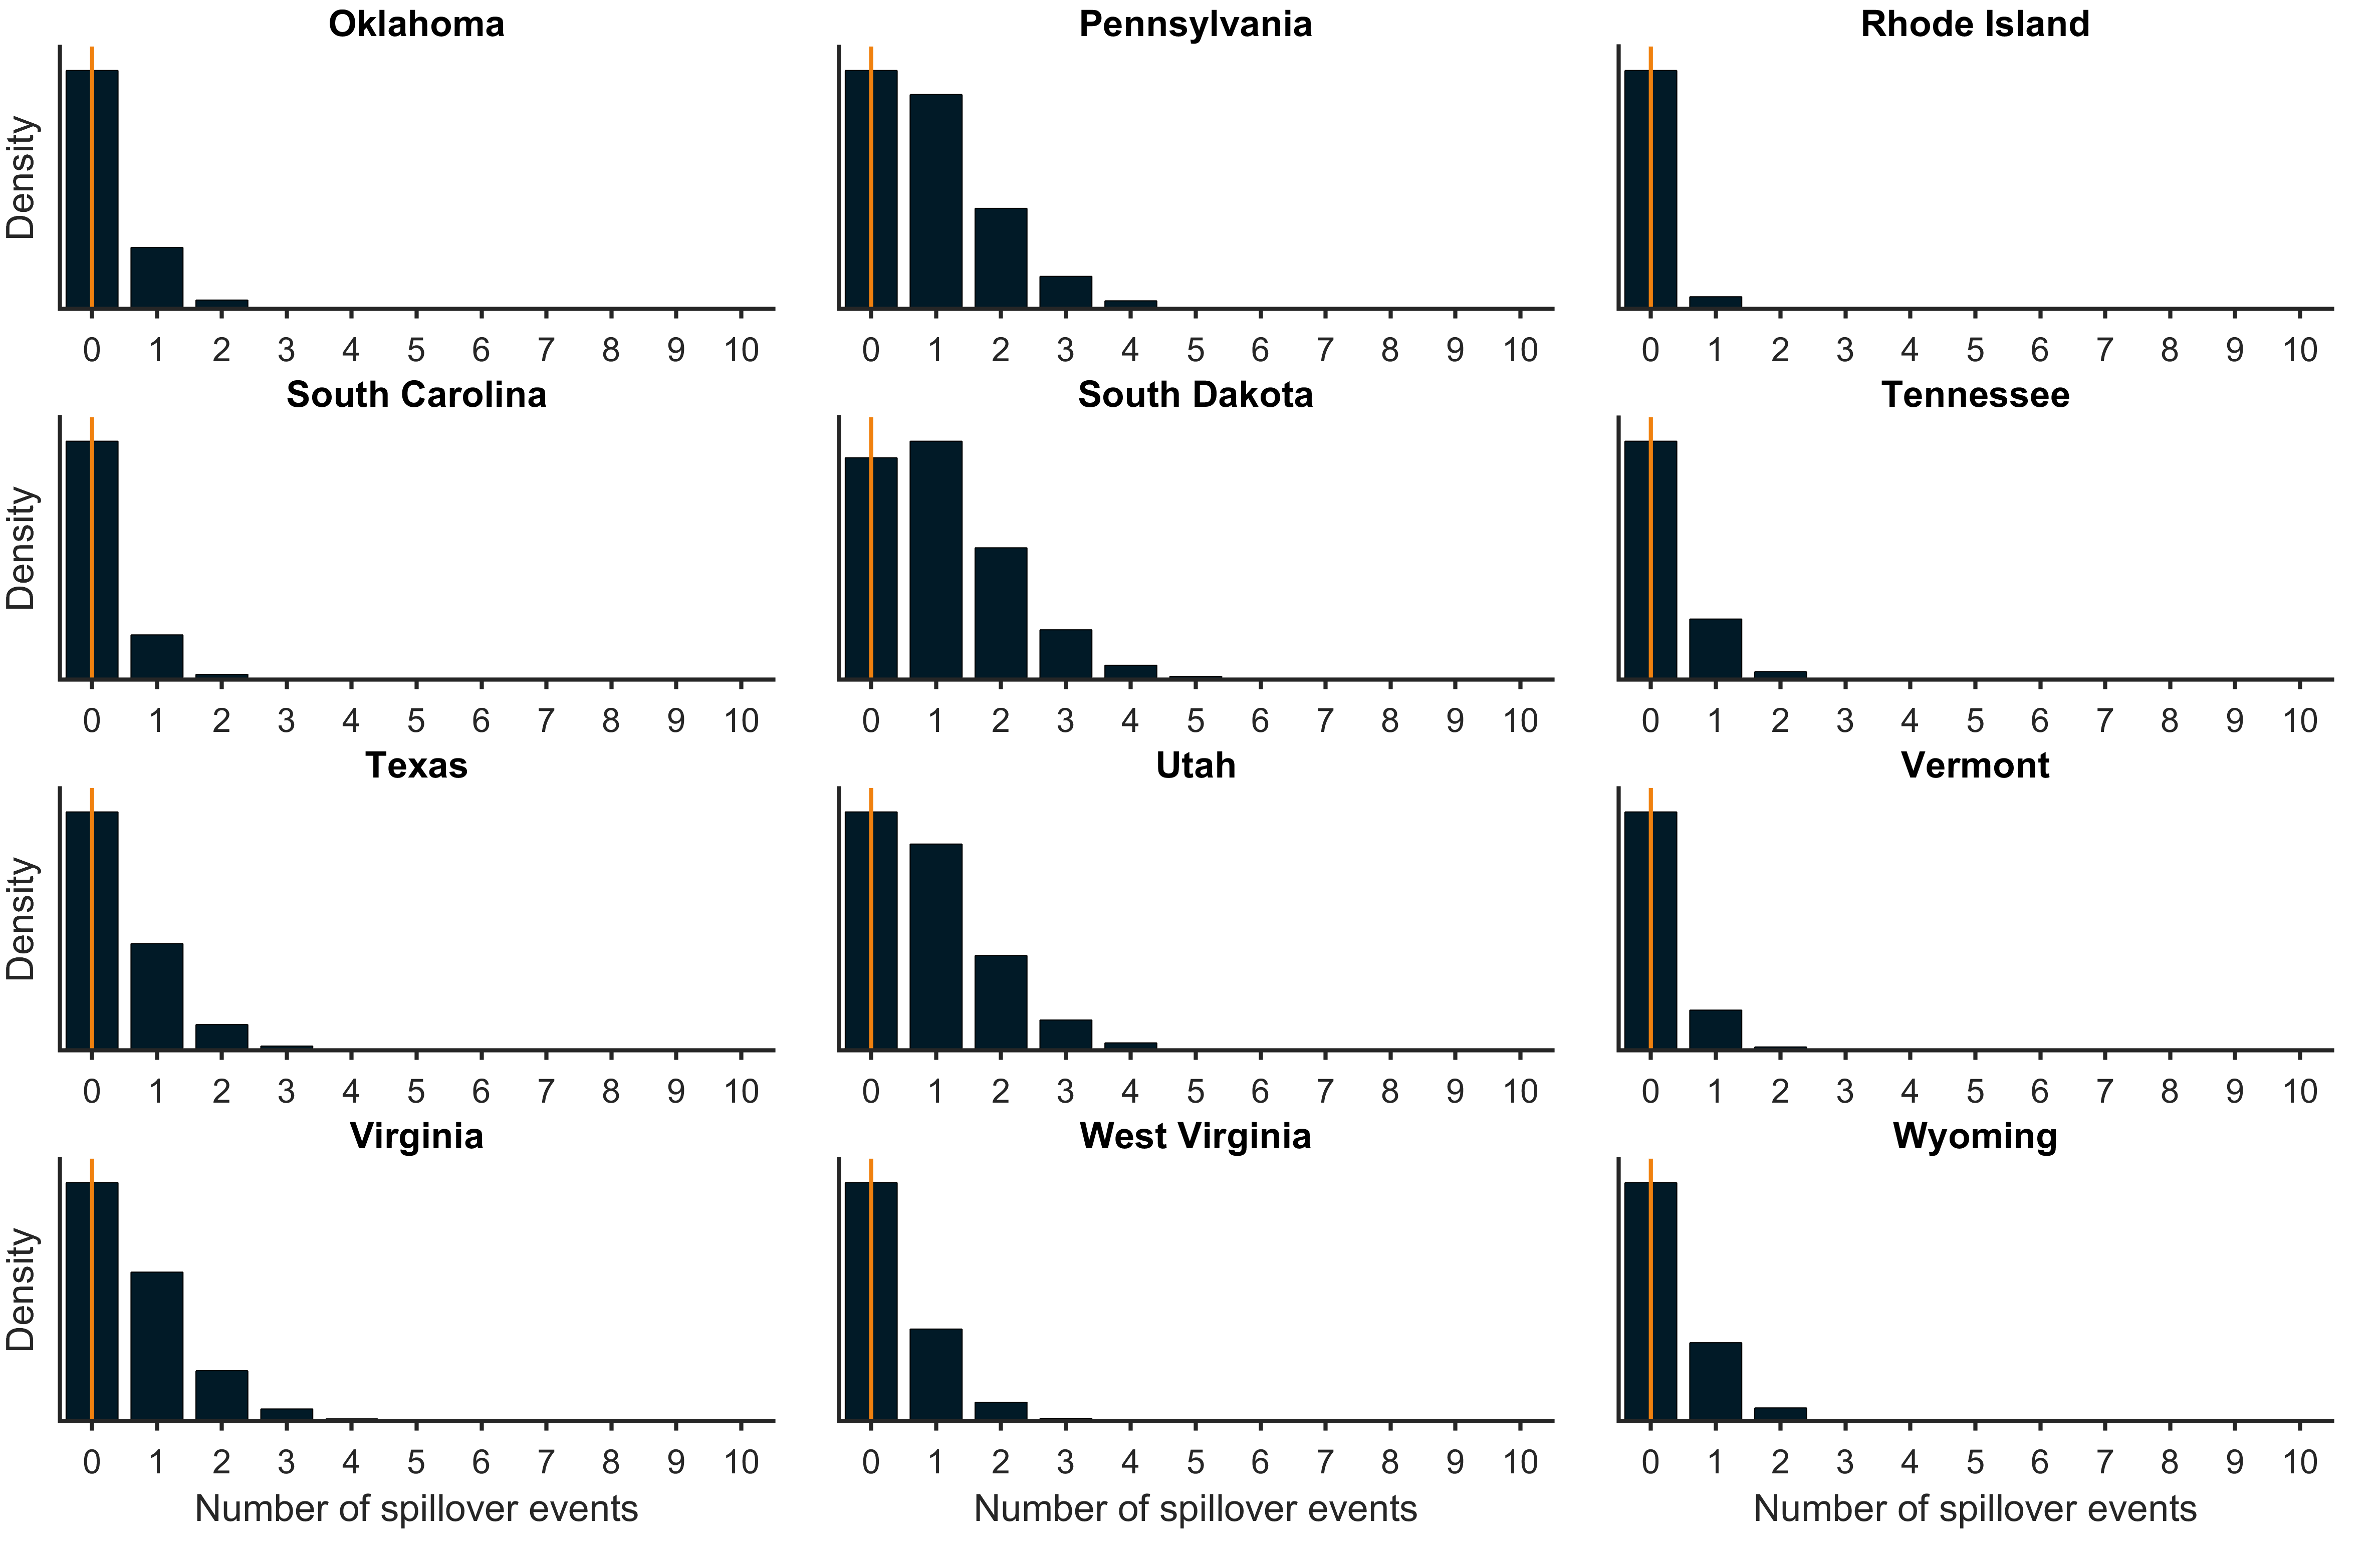 Oklahoma
Pennsylvania
Rhode Island
Density
0 1 2 3 4 5 6 7 8 9 10
0 1 2 3 4 5 6 7 8 9 10
0 1 2 3 4 5 6 7 8 9 10
South Carolina
South Dakota
Tennessee
Density
0 1 2 3 4 5 6 7 8 9 10
0 1 2 3 4 5 6 7 8 9 10
0 1 2 3 4 5 6 7 8 9 10
Texas
Utah
Vermont
Density
0 1 2 3 4 5 6 7 8 9 10
0 1 2 3 4 5 6 7 8 9 10
0 1 2 3 4 5 6 7 8 9 10
Virginia
West Virginia
Wyoming
Density
0 1 2 3 4 5 6 7 8 9 10
0 1 2 3 4 5 6 7 8 9 10
0 1 2 3 4 5 6 7 8 9 10
Number of spillover events
Number of spillover events
Number of spillover events